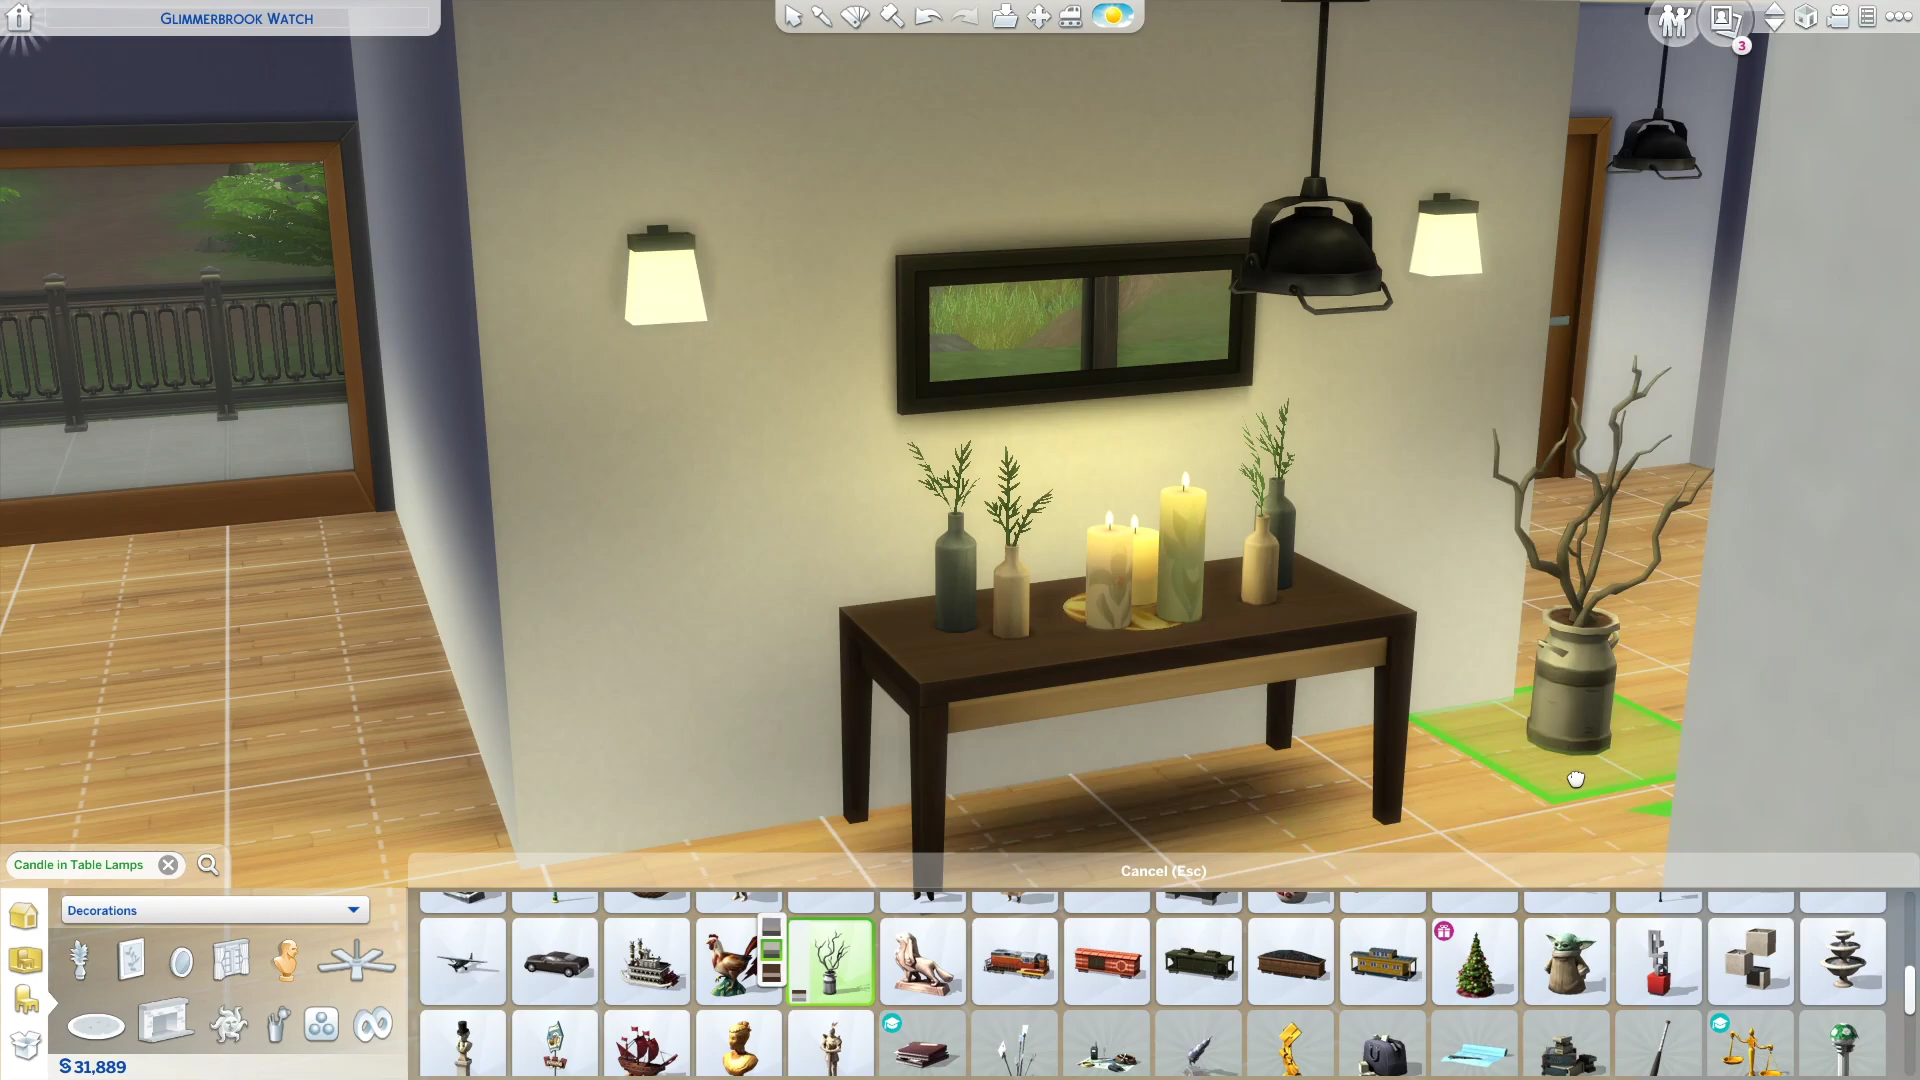 GLIMMERBROOK WATCH
3
Candle in Table Lamps
Cancel (Esc)
Decorations
§31,889